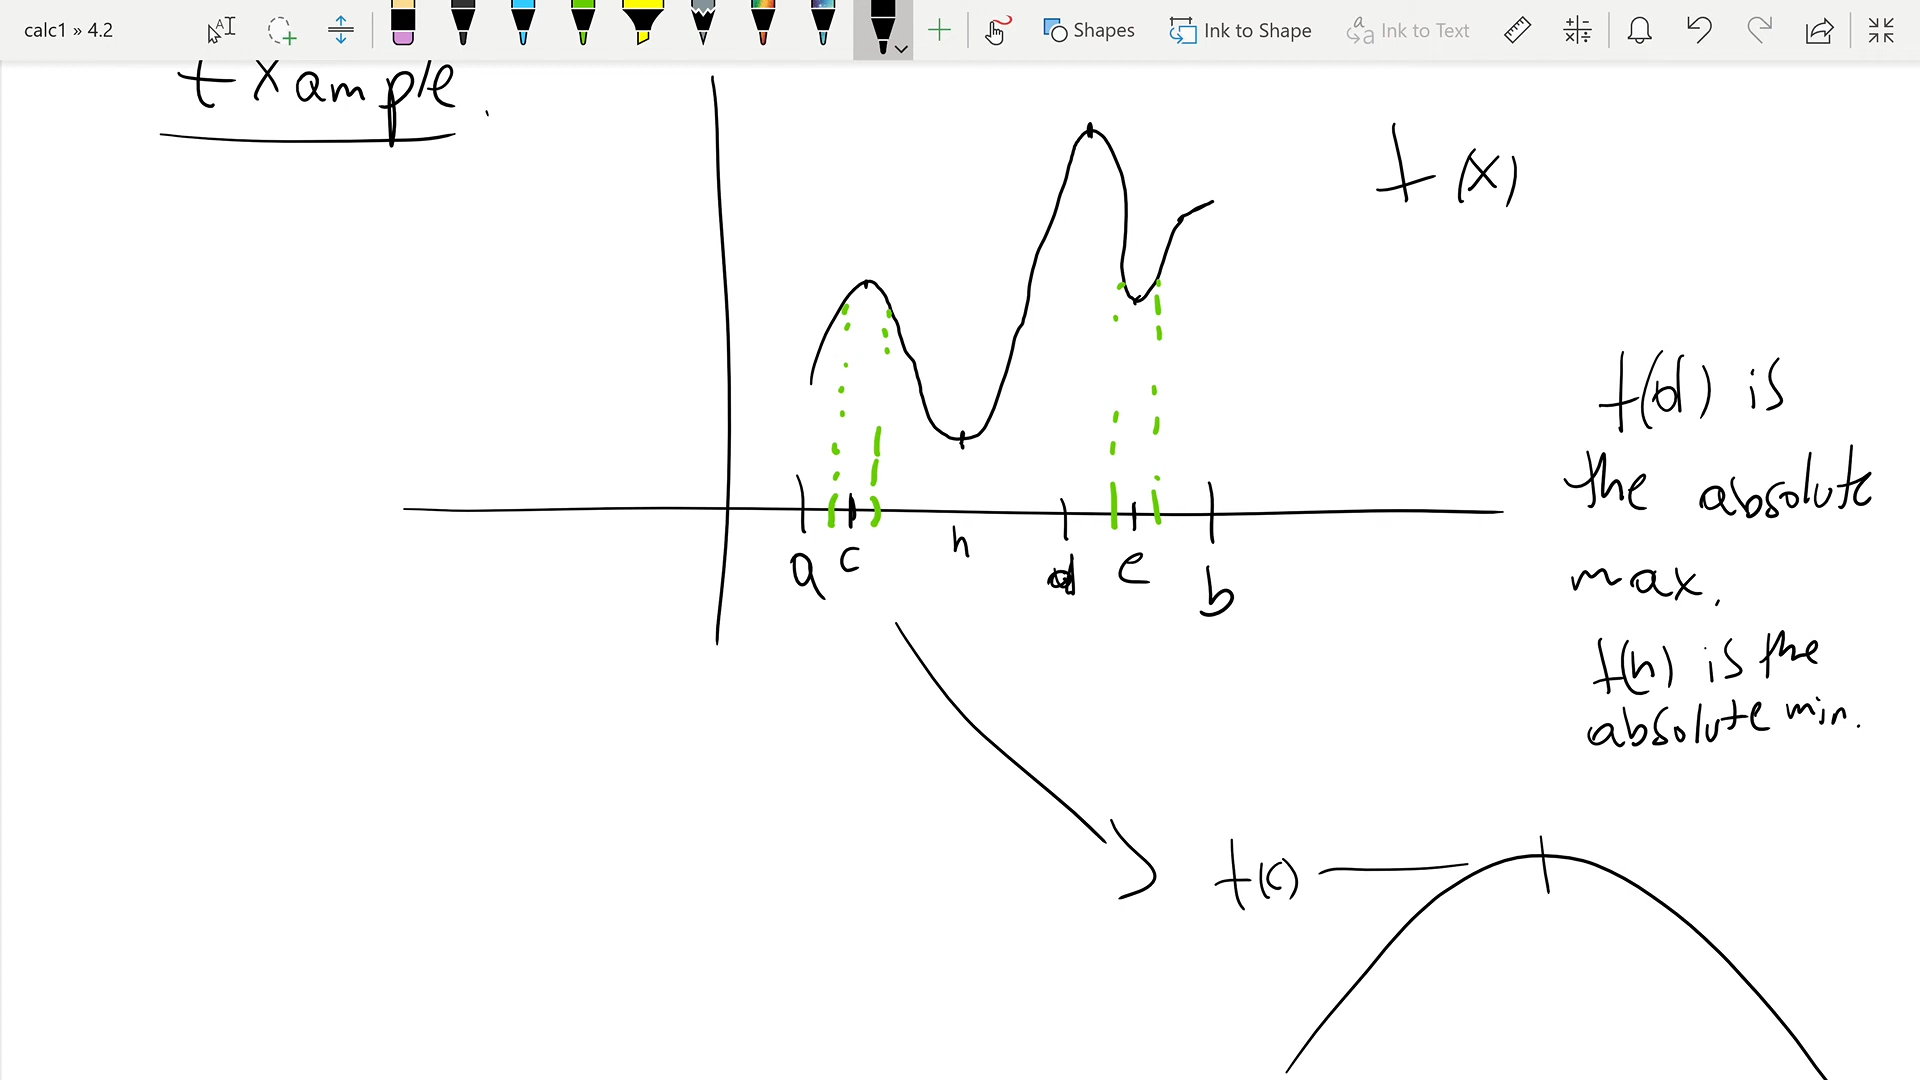 calc1 » 4.2
Shapes
Ink to Shape
Ink to Text
Example.
f(x)
a c h d e b
f(d) is
the absolute
max.
f(h) is the
absolute min.
f(c)